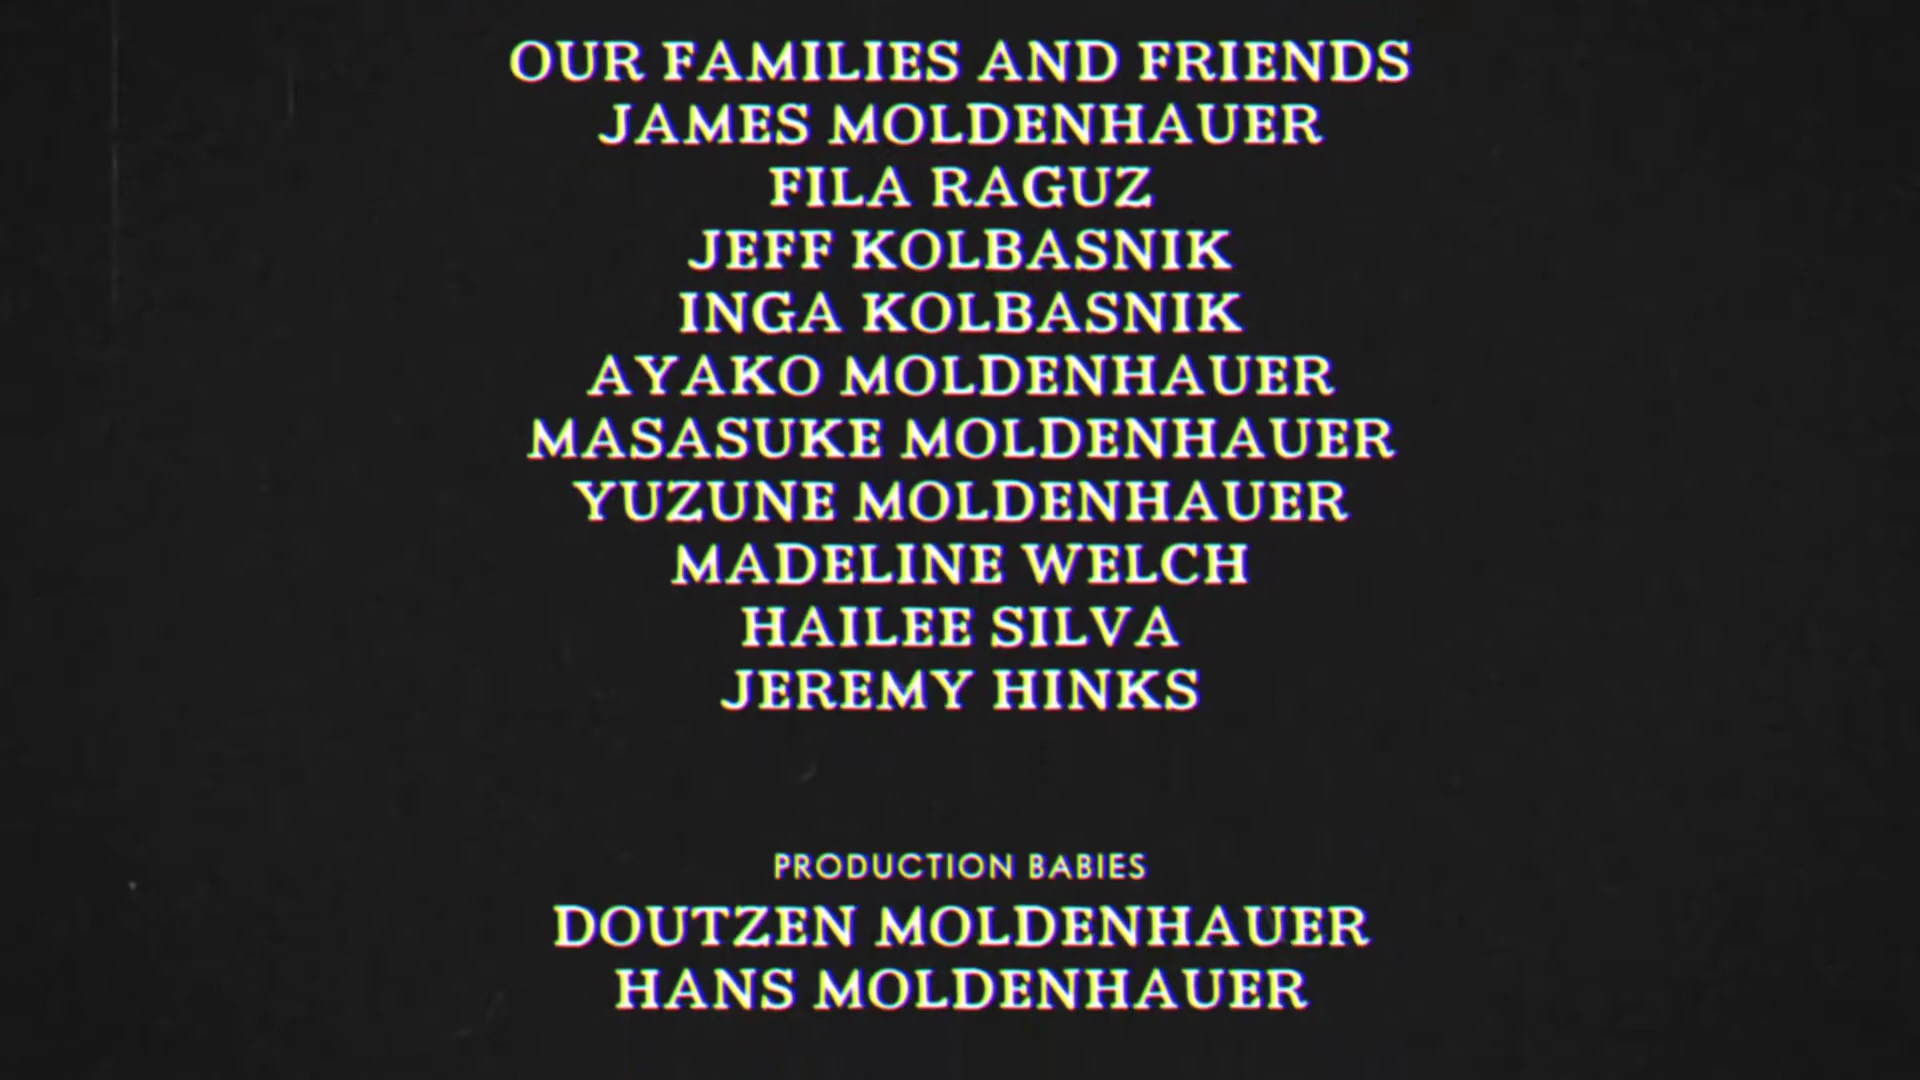 OUR FAMILIES AND FRIENDS
JAMES MOLDENHAUER
FILA RAGUZ
JEFF KOLBASNIK
INGA KOLBASNIK
AYAKO MOLDENHAUER
MASASUKE MOLDENHAUER
YUZUNE MOLDENHAUER
MADELINE WELCH
HAILEE SILVA
JEREMY HINKS
PRODUCTION BABIES
DOUTZEN MOLDENHAUER
HANS MOLDENHAUER